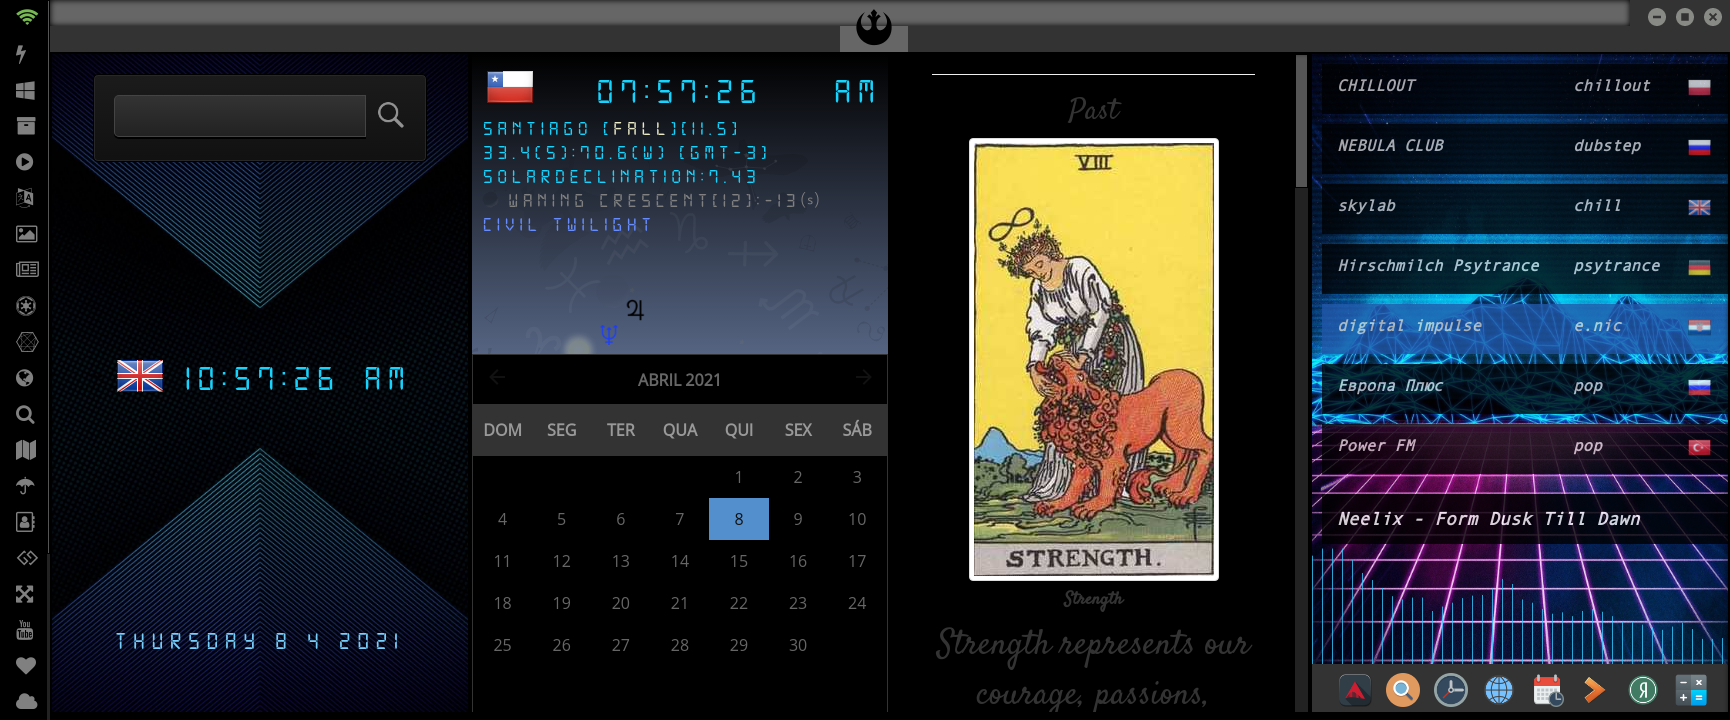 07:57:26 AM
SANTIAGO [FALL][11.5]
33.4(S):70.6(W) [GMT-3]
SOLARDECLINATION:7.43
WANING CRESCENT[12]:-13(s)
CIVIL TWILIGHT
10:57:26 AM
THURSDAY 8 4 2021
ABRIL 2021
DOM SEG TER QUA QUI SEX SÁB
1 2 3
4 5 6 7 8 9 10
11 12 13 14 15 16 17
18 19 20 21 22 23 24
25 26 27 28 29 30
Past
VIII
STRENGTH.
Strength
Strength represents our
courage, passions,
CHILLOUT chillout
NEBULA CLUB dubstep
skylab chill
Hirschmilch Psytrance psytrance
digital impulse e.nic
Европа Плюс pop
Power FM pop
Neelix - Form Dusk Till Dawn
You
Tube
Я